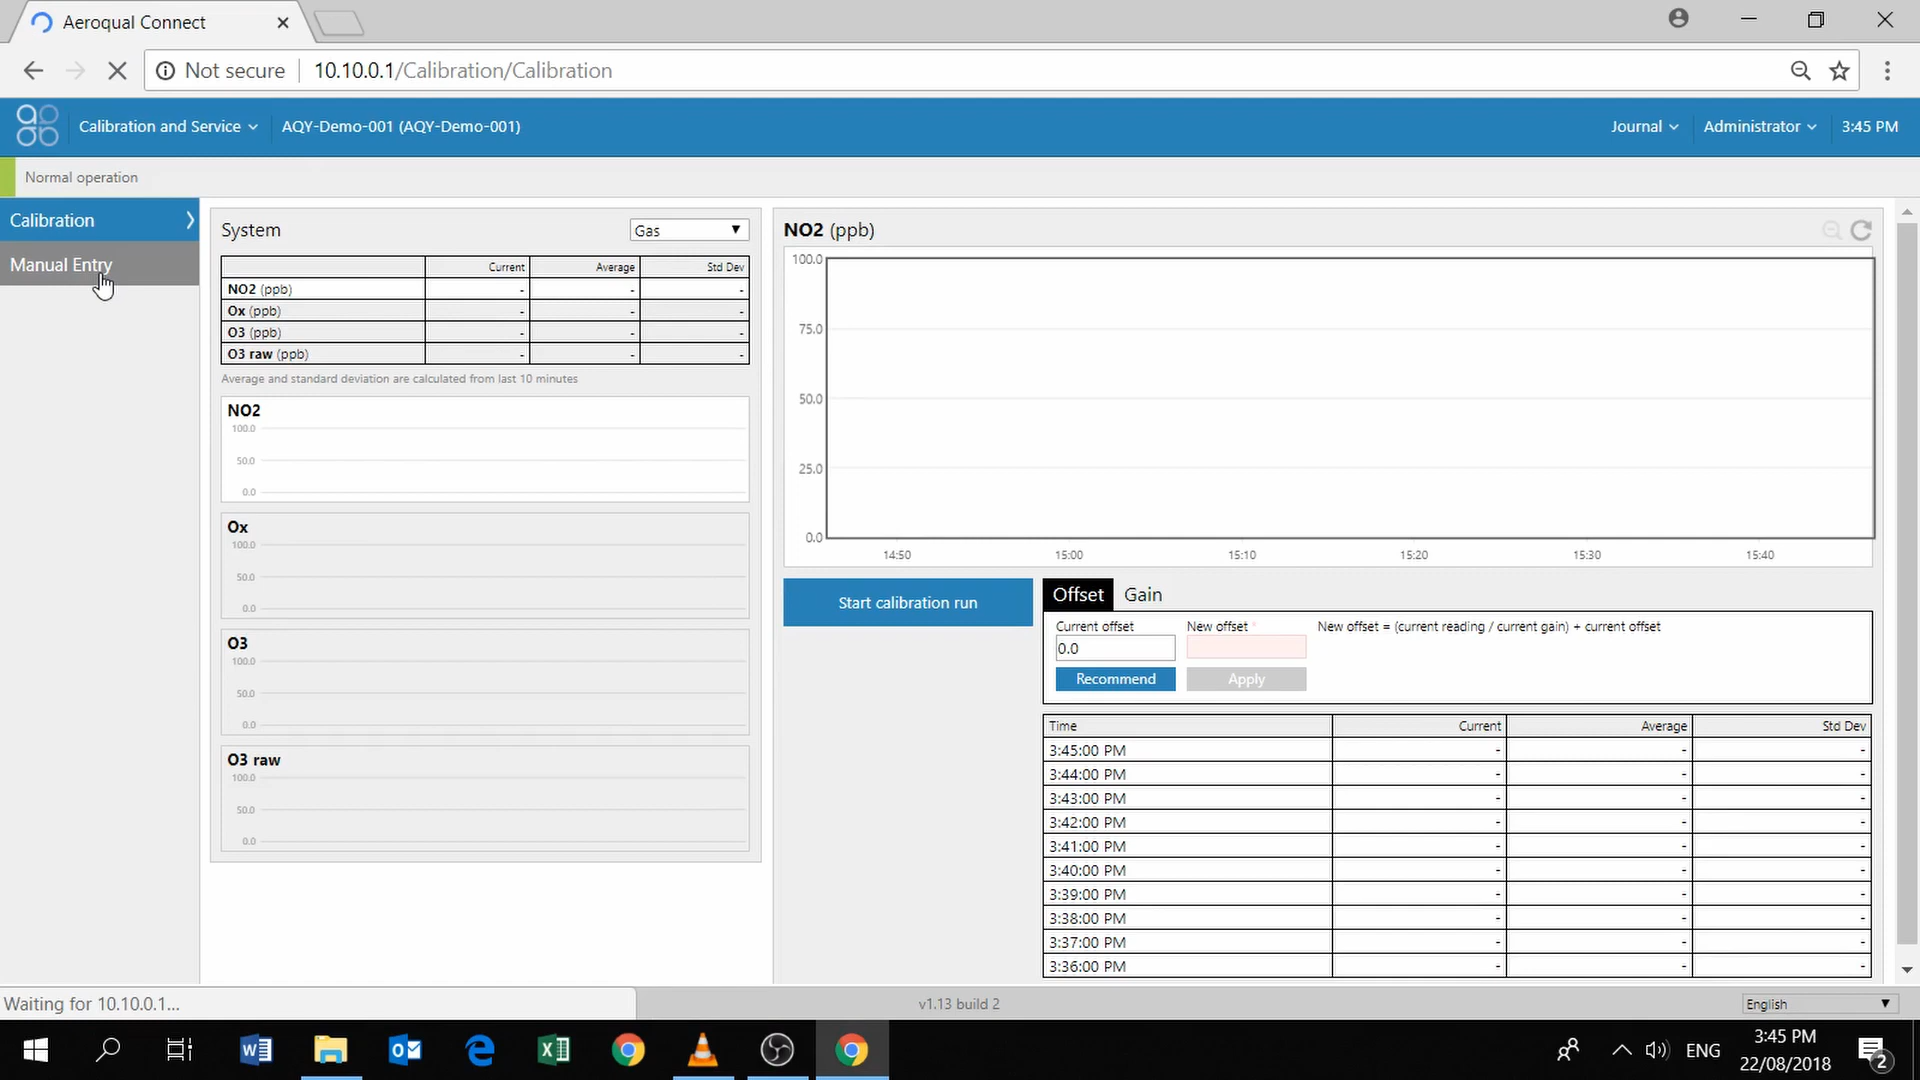 Aeroqual Connect
Not secure 10.10.0.1/Calibration/Calibration
Calibration and Service AQY-Demo-001 (AQY-Demo-001) Journal Administrator 3:45 PM
Normal operation
Calibration
Manual Entry
System Gas
Current Average Std Dev
NO2 (ppb) - - -
Ox (ppb) - - -
O3 (ppb) - - -
O3 raw (ppb) - - -
Average and standard deviation are calculated from last 10 minutes
NO2
100.0
50.0
0.0
Ox
100.0
50.0
0.0
O3
100.0
50.0
0.0
O3 raw
100.0
50.0
0.0
NO2 (ppb)
100.0
75.0
50.0
25.0
0.0
14:50 15:00 15:10 15:20 15:30 15:40
Start calibration run
Offset Gain
Current offset New offset * New offset = (current reading / current gain) + current offset
0.0
Recommend Apply
Time Current Average Std Dev
3:45:00 PM - - -
3:44:00 PM - - -
3:43:00 PM - - -
3:42:00 PM - - -
3:41:00 PM - - -
3:40:00 PM - - -
3:39:00 PM - - -
3:38:00 PM - - -
3:37:00 PM - - -
3:36:00 PM - - -
Waiting for 10.10.0.1... v1.13 build 2 English
ENG 3:45 PM
22/08/2018
2